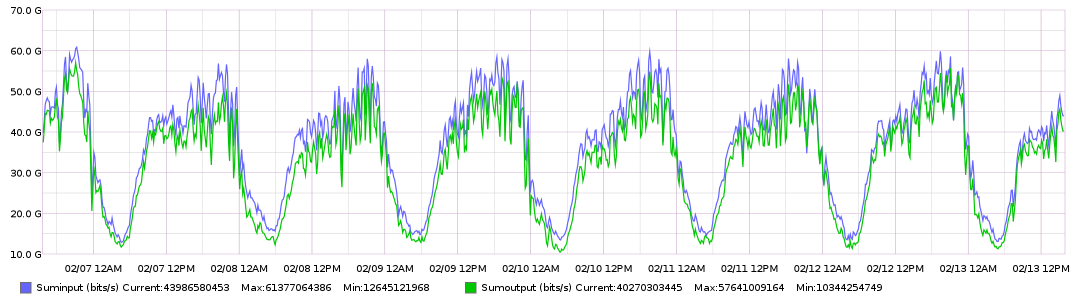 70.0 G
60.0 G
50.0 G
40.0 G
30.0 G
20.0 G
10.0 G
02/07 12AM 02/07 12PM 02/08 12AM 02/08 12PM 02/09 12AM 02/09 12PM 02/10 12AM 02/10 12PM 02/11 12AM 02/11 12PM 02/12 12AM 02/12 12PM 02/13 12AM 02/13 12PM
Suminput (bits/s) Current:43986580453 Max:61377064386 Min:12645121968 Sumoutput (bits/s) Current:40270303445 Max:57641009164 Min:10344254749